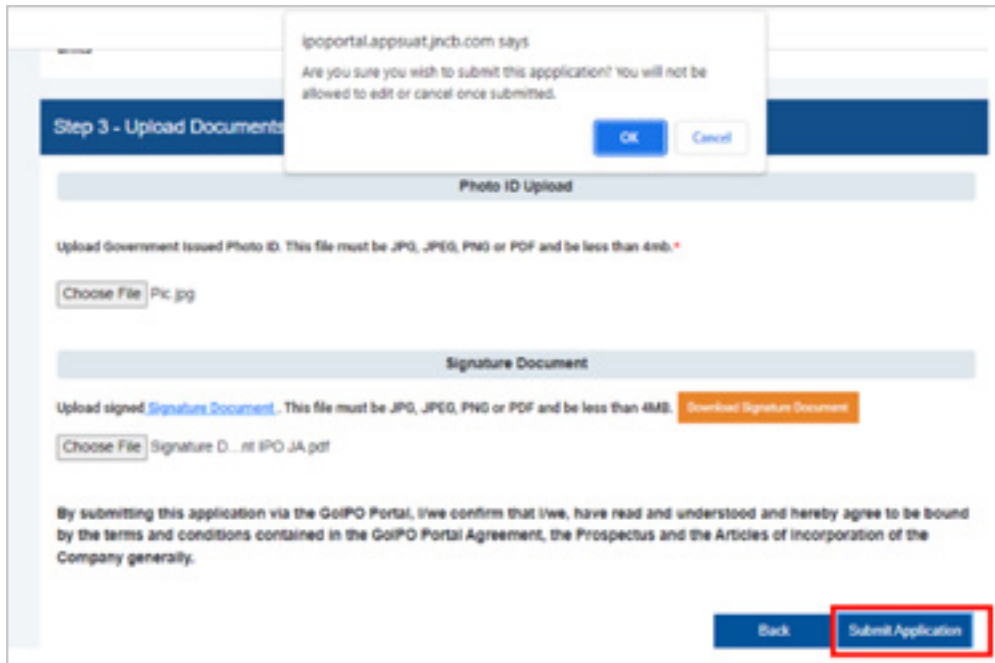 ipoportal.appsuat.jncb.com says
Are you sure you wish to submit this appplication? You will not be
allowed to edit or cancel once submitted.
OK Cancel
Step 3 - Upload Documents
Photo ID Upload
Upload Government Issued Photo ID. This file must be JPG, JPEG, PNG or PDF and be less than 4mb.*
Choose File Pic.jpg
Signature Document
Upload signed Signature Document . This file must be JPG, JPEG, PNG or PDF and be less than 4MB. Download Signature Document
Choose File Signature D...nt IPO JA.pdf
By submitting this application via the GoIPO Portal, I/we confirm that I/we, have read and understood and hereby agree to be bound
by the terms and conditions contained in the GoIPO Portal Agreement, the Prospectus and the Articles of Incorporation of the
Company generally.
Back Submit Application